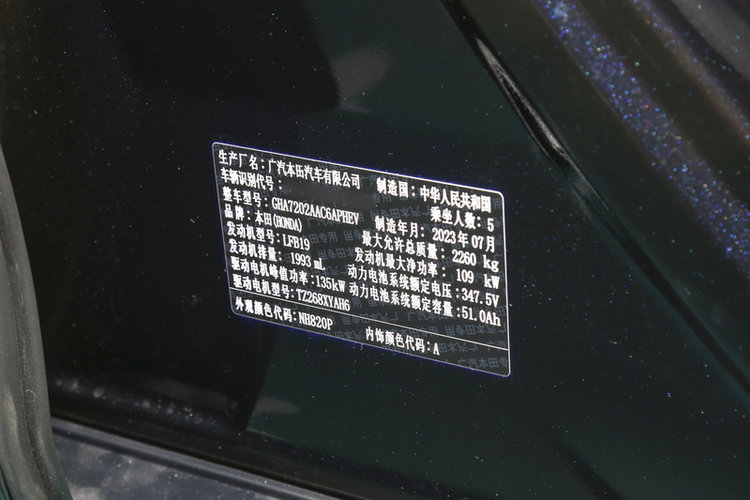 生产厂名：广汽本田汽车有限公司 制造国：中华人民共和国
车辆识别代号： 乘坐人数：5
整车型号：GHA7202AAC6APHEV 制造年月：2023年07月
品牌：本田(HONDA) 最大允许总质量：2260 kg
发动机型号：LFB19 发动机最大净功率：109 kW
发动机排量：1993 mL 动力电池系统额定电压：347.5V
驱动电机峰值功率：135kW 动力电池系统额定容量：51.0Ah
驱动电机型号：TZ268XYAH6
外观颜色代码：NH820P 内饰颜色代码：A